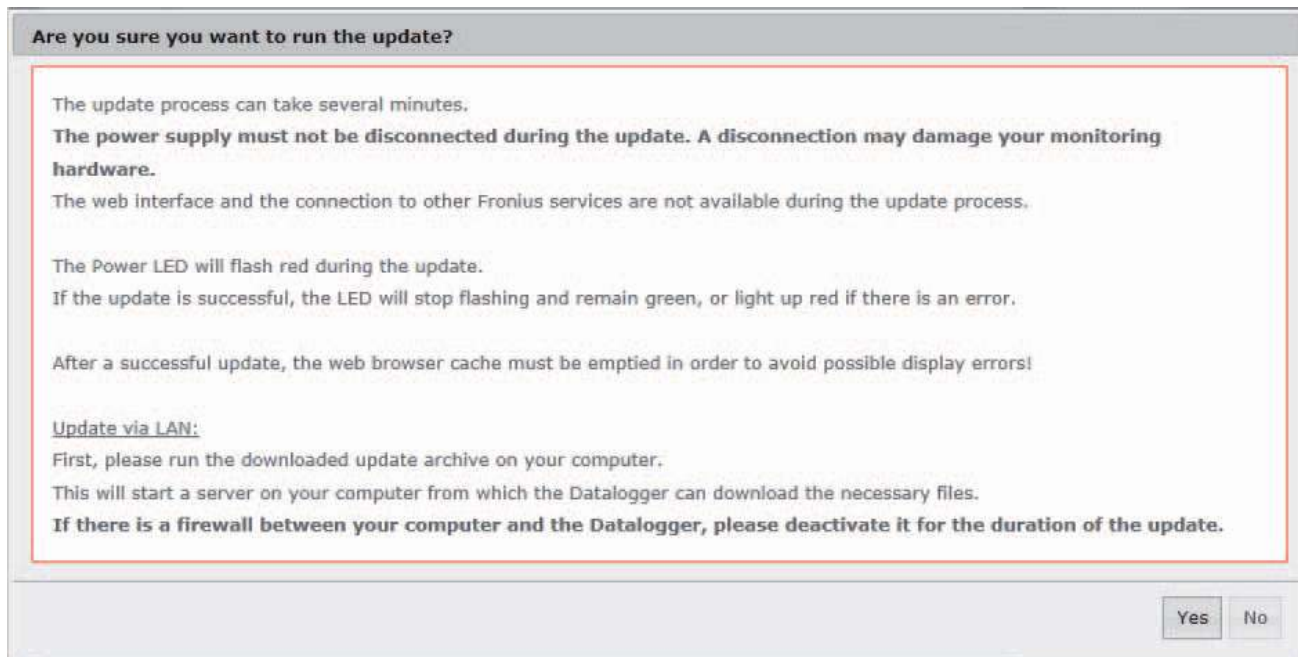 Are you sure you want to run the update?
The update process can take several minutes.
The power supply must not be disconnected during the update. A disconnection may damage your monitoring
hardware.
The web interface and the connection to other Fronius services are not available during the update process.
The Power LED will flash red during the update.
If the update is successful, the LED will stop flashing and remain green, or light up red if there is an error.
After a successful update, the web browser cache must be emptied in order to avoid possible display errors!
Update via LAN:
First, please run the downloaded update archive on your computer.
This will start a server on your computer from which the Datalogger can download the necessary files.
If there is a firewall between your computer and the Datalogger, please deactivate it for the duration of the update.
Yes No